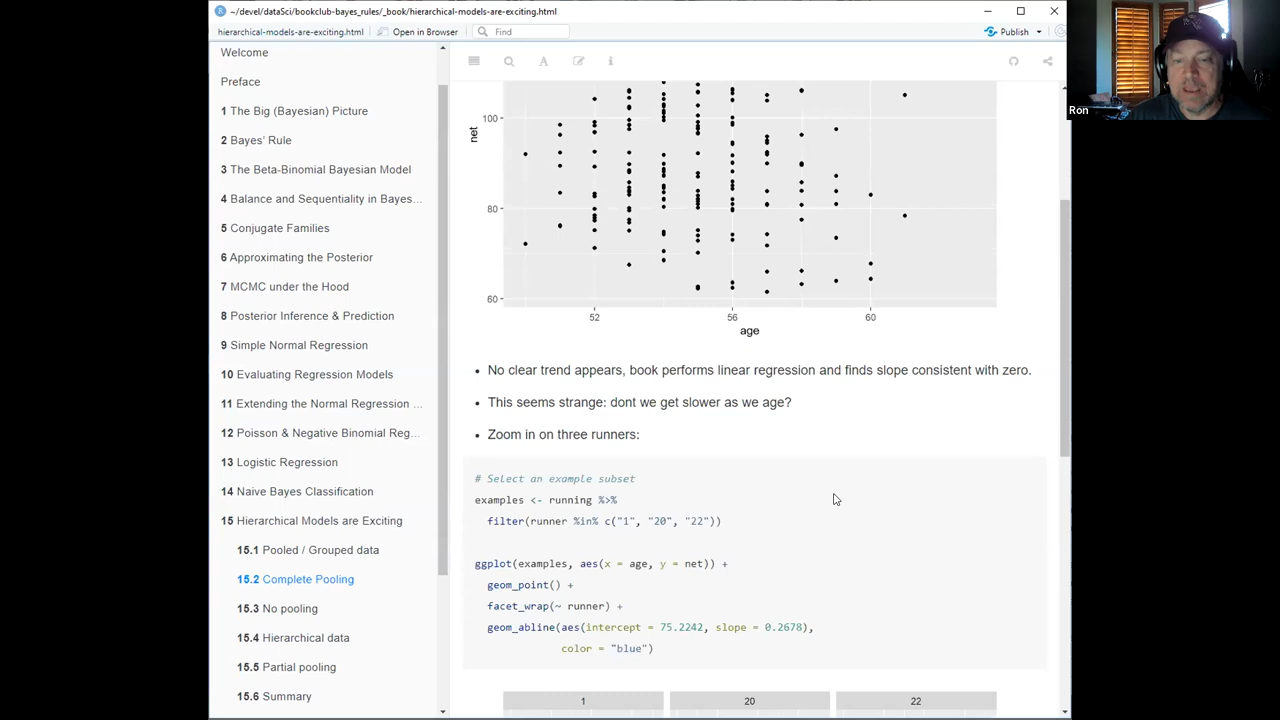 ~/devel/dataSci/bookclub-bayes_rules/_book/hierarchical-models-are-exciting.html
hierarchical-models-are-exciting.html
Open in Browser
Find
Publish
Ron
Welcome
Preface
1 The Big (Bayesian) Picture
2 Bayes' Rule
3 The Beta-Binomial Bayesian Model
4 Balance and Sequentiality in Bayes...
5 Conjugate Families
6 Approximating the Posterior
7 MCMC under the Hood
8 Posterior Inference & Prediction
9 Simple Normal Regression
10 Evaluating Regression Models
11 Extending the Normal Regression ...
12 Poisson & Negative Binomial Reg...
13 Logistic Regression
14 Naive Bayes Classification
15 Hierarchical Models are Exciting
15.1 Pooled / Grouped data
15.2 Complete Pooling
15.3 No pooling
15.4 Hierarchical data
15.5 Partial pooling
15.6 Summary
100
net
80
60
52
56
60
age
• No clear trend appears, book performs linear regression and finds slope consistent with zero.
• This seems strange: dont we get slower as we age?
• Zoom in on three runners:
# Select an example subset
examples <- running %>%
filter(runner %in% c("1", "20", "22"))
ggplot(examples, aes(x = age, y = net)) +
geom_point() +
facet_wrap(~ runner) +
geom_abline(aes(intercept = 75.2242, slope = 0.2678),
color = "blue")
1
20
22